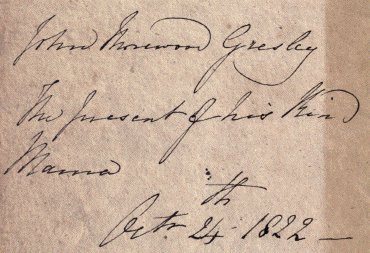 John Morewood Gresley
The present of his Kind
Mama
Octr. 24th 1822 —